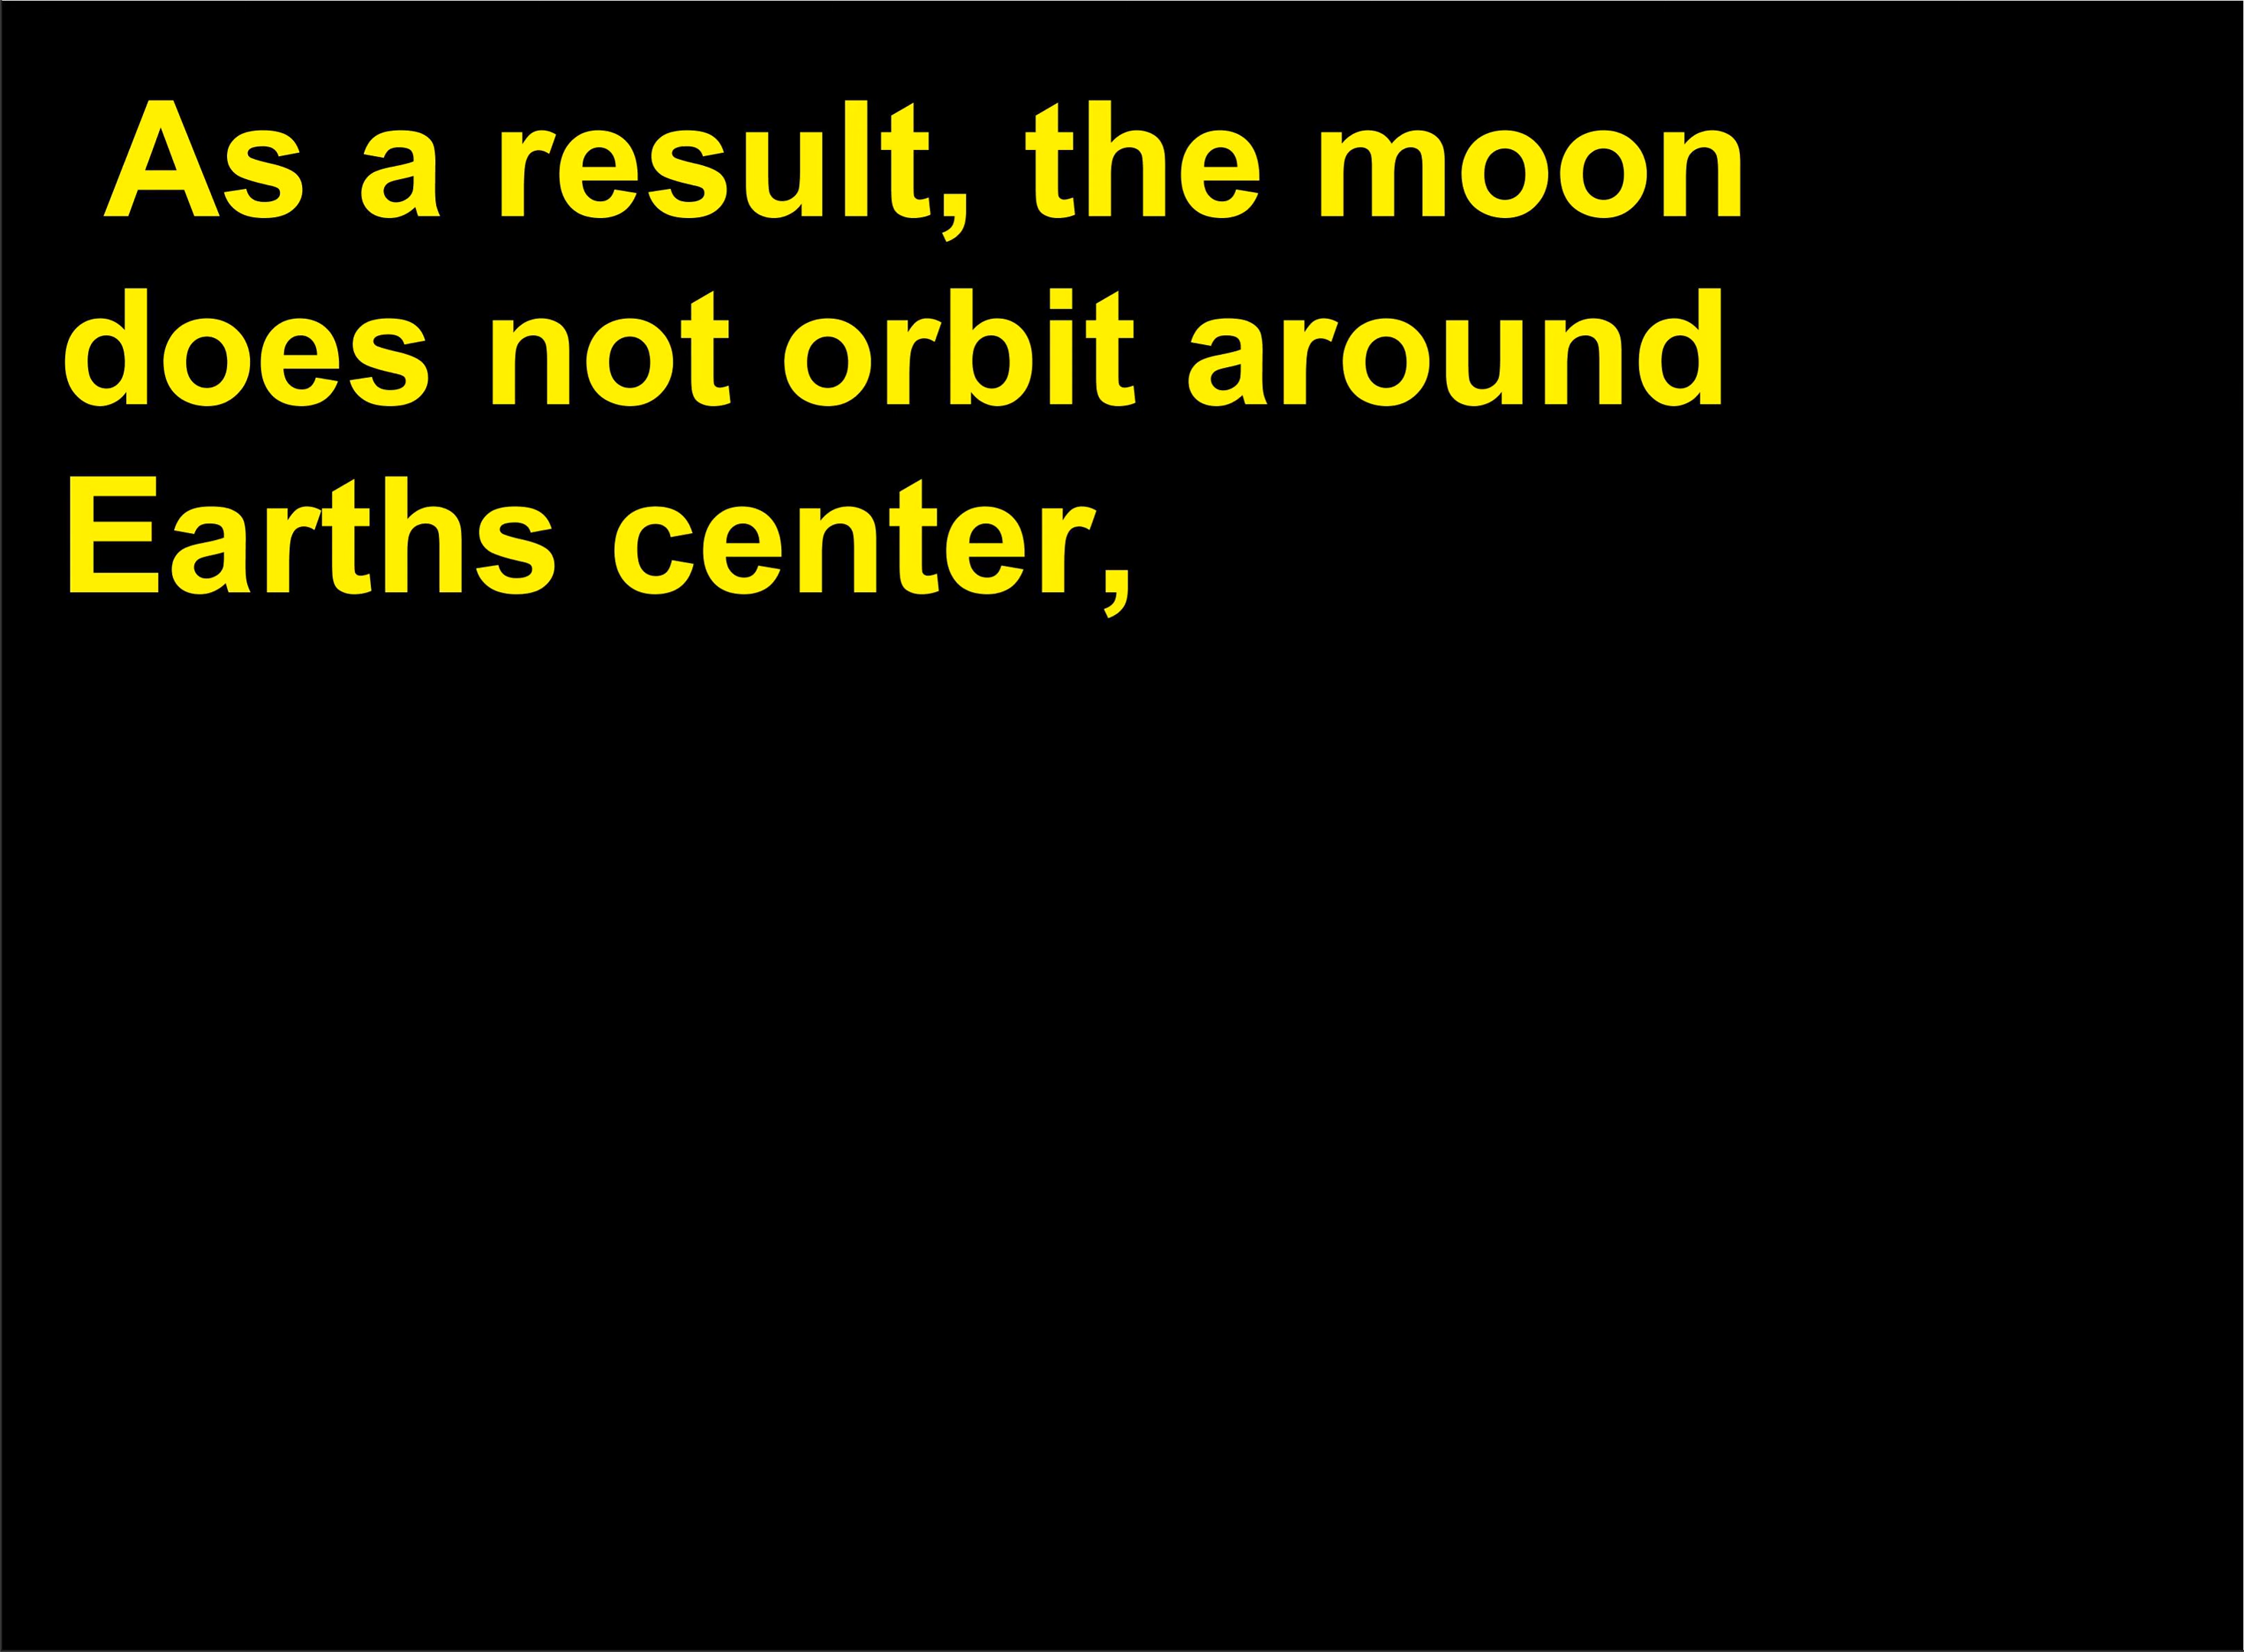 As a result, the moon
does not orbit around
Earths center,